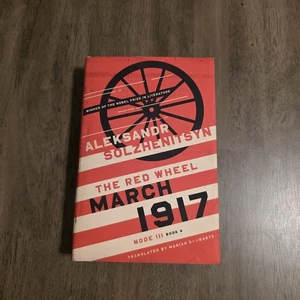 WINNER OF THE NOBEL PRIZE IN LITERATURE
ALEKSANDR
SOLZHENITSYN
THE RED WHEEL
MARCH
1917
NODE III BOOK 4
TRANSLATED BY MARIAN SCHWARTZ